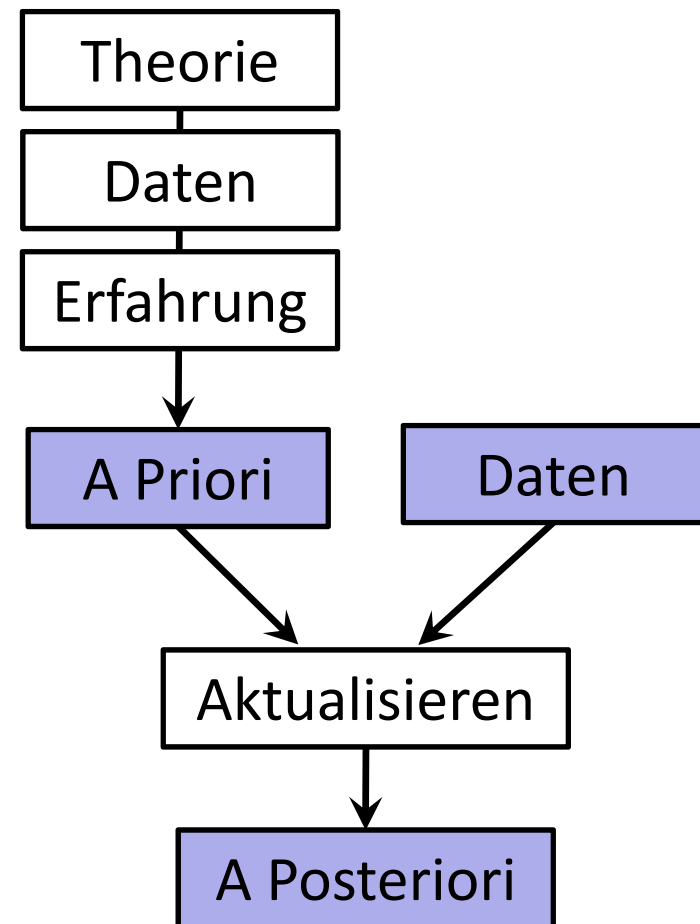 Theorie
Daten
Erfahrung
A Priori
Daten
Aktualisieren
A Posteriori